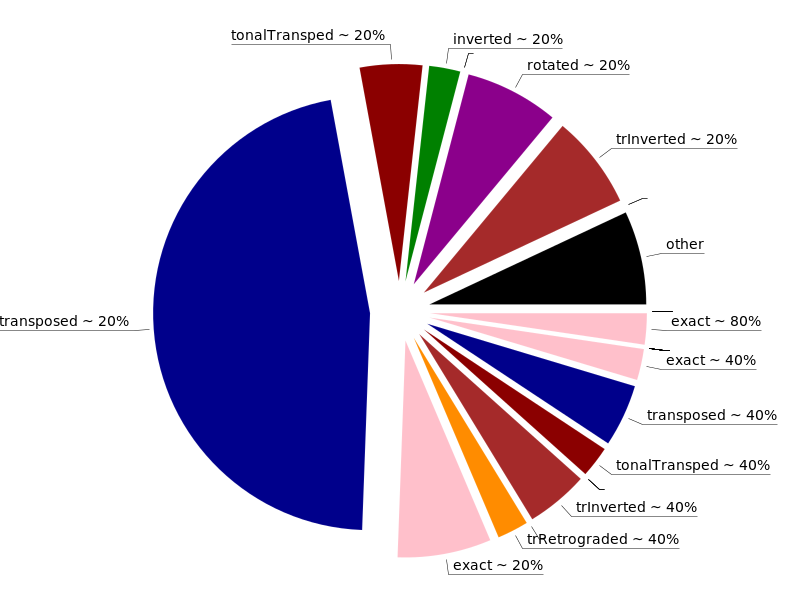 tonalTransped ~ 20%
inverted ~ 20%
rotated ~ 20%
trInverted ~ 20%
other
transposed ~ 20%
exact ~ 80%
exact ~ 40%
transposed ~ 40%
tonalTransped ~ 40%
trInverted ~ 40%
trRetrograded ~ 40%
exact ~ 20%